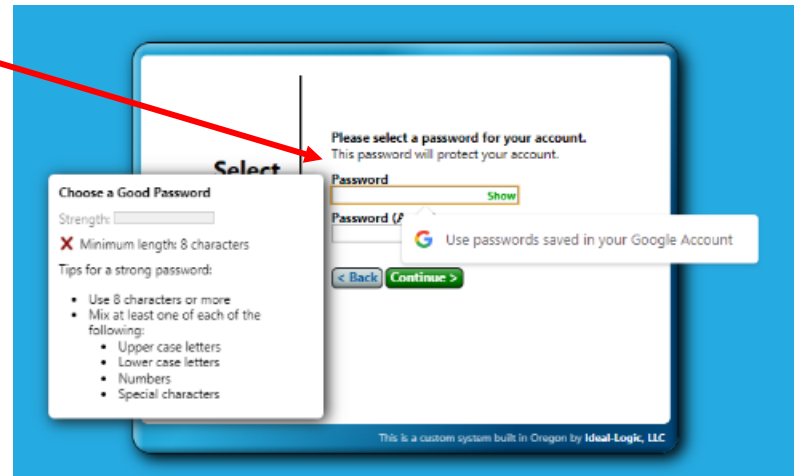 Please select a password for your account.
This password will protect your account.
Select
Password
Show
Password (A
Use passwords saved in your Google Account
< Back
Continue >
Choose a Good Password
Strength:
X Minimum length: 8 characters
Tips for a strong password:
• Use 8 characters or more
• Mix at least one of each of the
following:
• Upper case letters
• Lower case letters
• Numbers
• Special characters
This is a custom system built in Oregon by Ideal-Logic, LLC